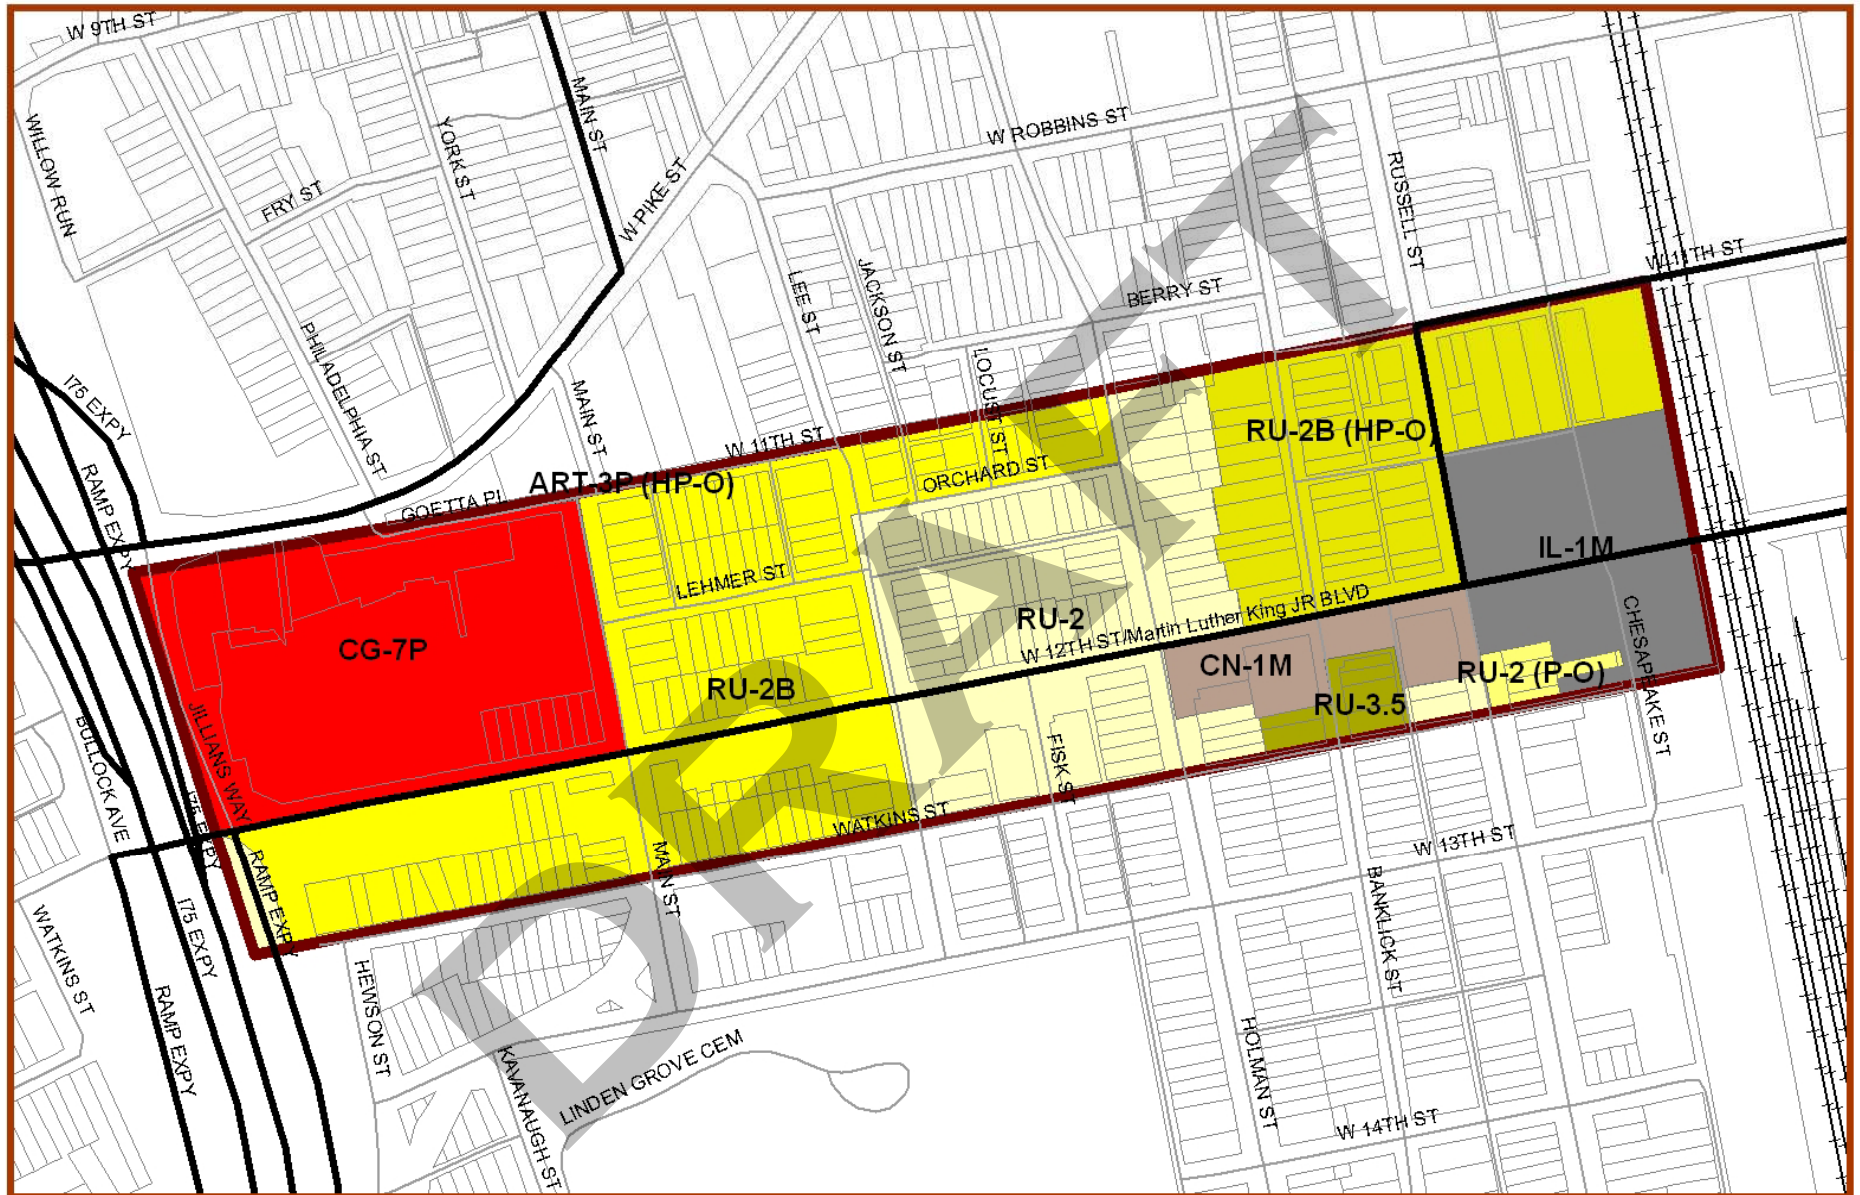 W 9TH ST
WILLOW RUN
FRY ST
YORK ST
MAIN ST
W PIKE ST
W ROBBINS ST
RUSSELL ST
W 11TH ST
I75 EXPY
RAMP EXPY
PHILADELPHIA ST
MAIN ST
LEE ST
JACKSON ST
LOCUST ST
BERRY ST
GOETTA PL
ART-3P (HP-O)
W 11TH ST
ORCHARD ST
RU-2B (HP-O)
CG-7P
LEHMER ST
RU-2B
RU-2
W 12TH ST/Martin Luther King JR BLVD
IL-1M
CN-1M
RU-3.5
RU-2 (P-O)
CHESAPEAKE ST
BULLOCK AVE
JILLIANS WAY
I75 EXPY
RAMP EXPY
FISK ST
WATKINS ST
MAIN ST
W 13TH ST
BANKLICK ST
WATKINS ST
I75 EXPY
RAMP EXPY
HEWSON ST
KAVANAUGH ST
LINDEN GROVE CEM
HOLMAN ST
W 14TH ST
DRAFT